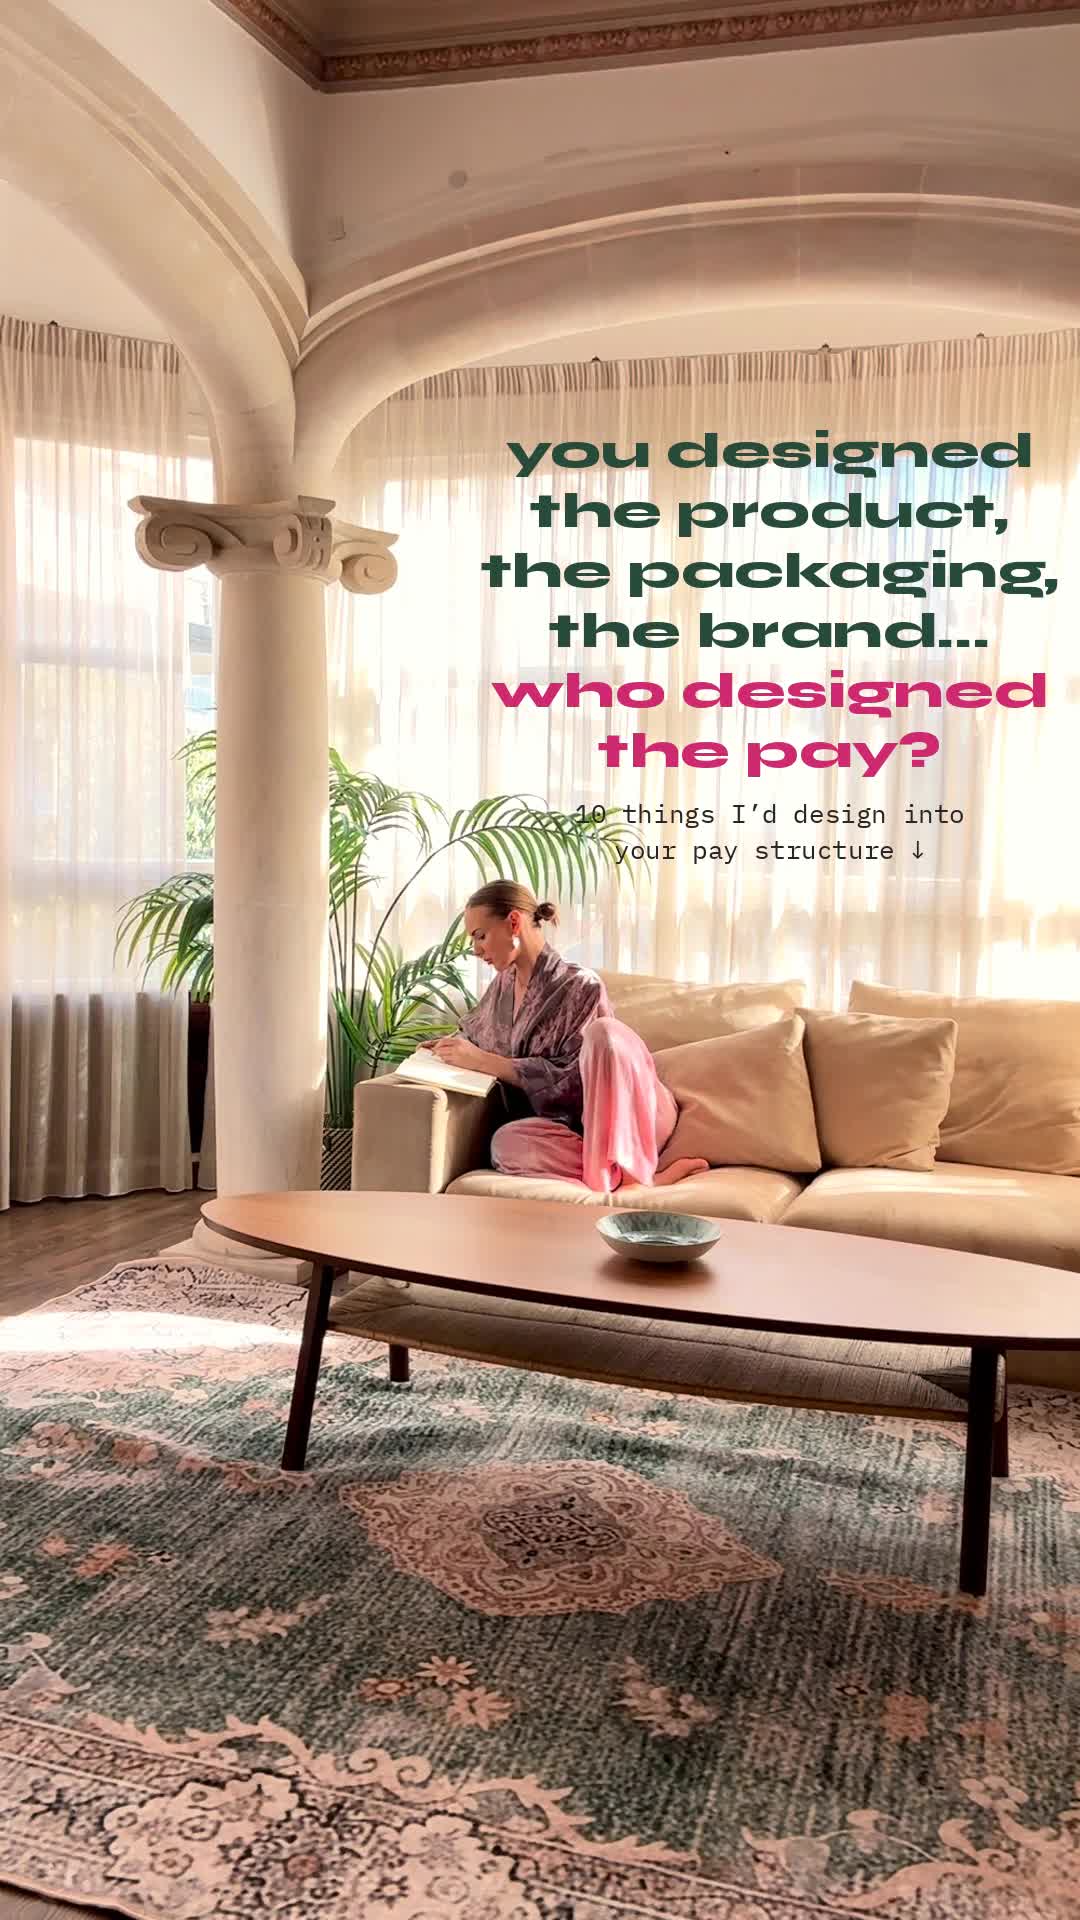 you designed
the product,
the packaging,
the brand...
who designed
the pay?
10 things I'd design into
your pay structure ↓